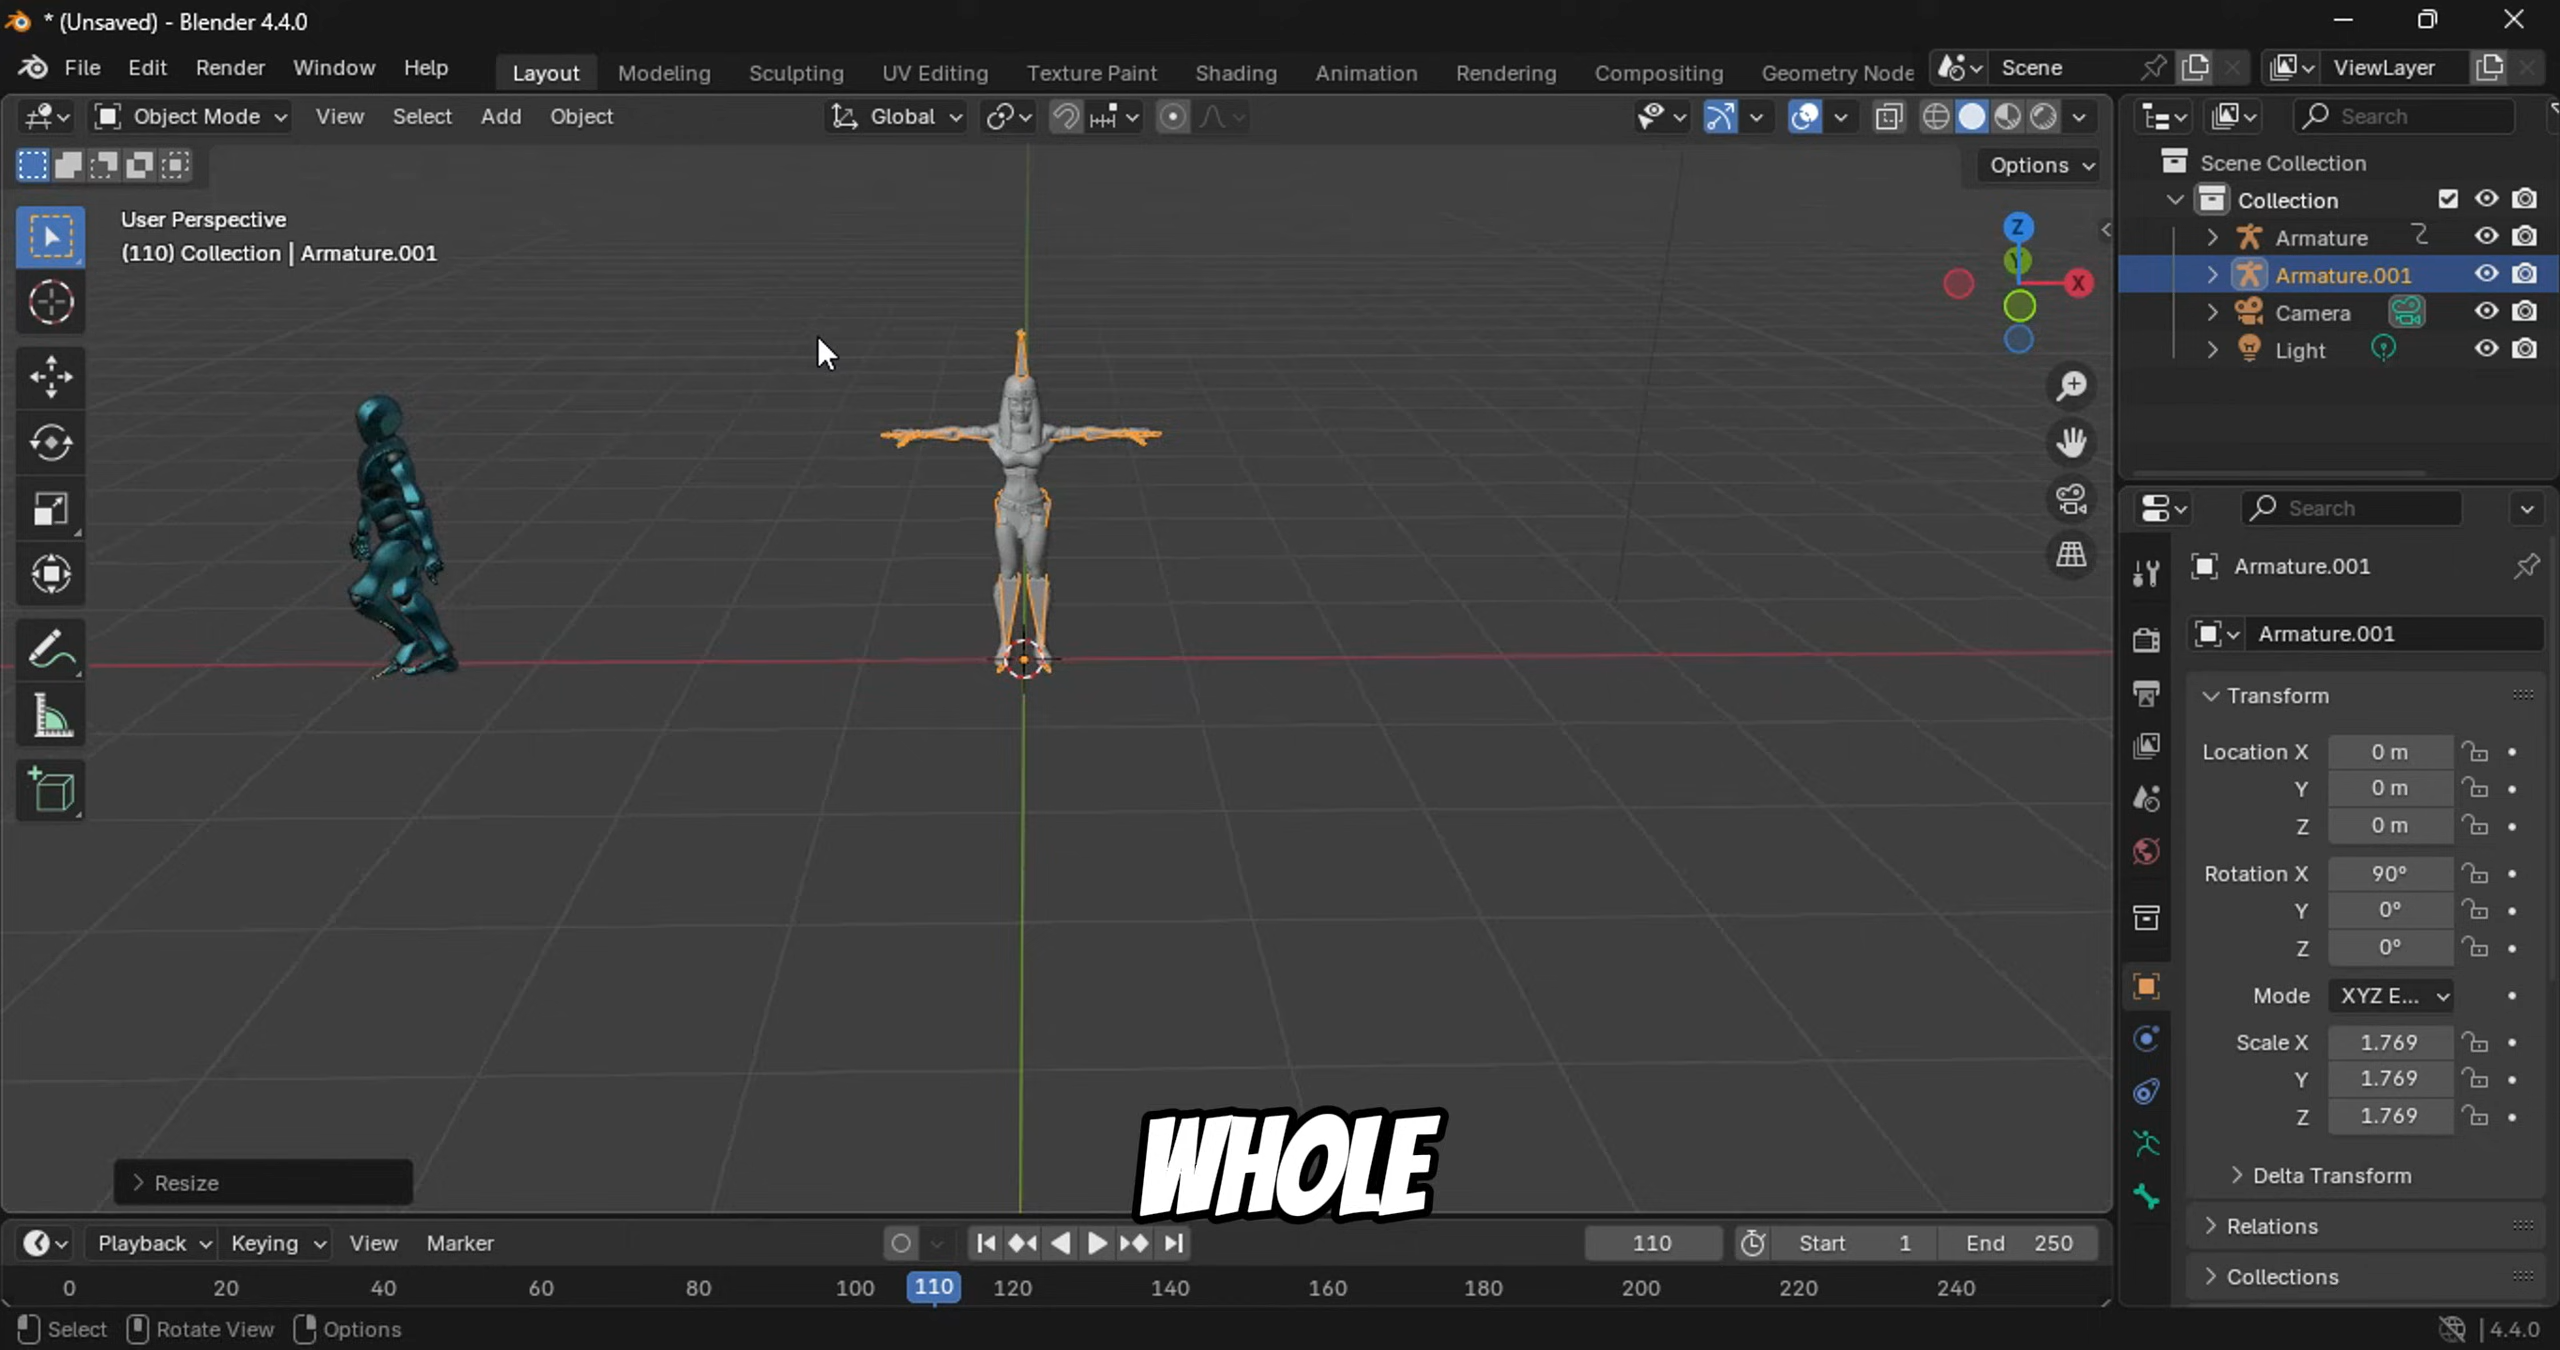 * (Unsaved) - Blender 4.4.0
File Edit Render Window Help
Layout Modeling Sculpting UV Editing Texture Paint Shading Animation Rendering Compositing Geometry Node
Scene
ViewLayer
Object Mode View Select Add Object
Global
Search
Options
User Perspective
(110) Collection | Armature.001
Z
Y
X
Scene Collection
Collection
Armature
Armature.001
Camera
Light
Search
Armature.001
Armature.001
Transform
Location X 0 m
Y 0 m
Z 0 m
Rotation X 90°
Y 0°
Z 0°
Mode XYZ E...
Scale X 1.769
Y 1.769
Z 1.769
Delta Transform
Relations
Collections
WHOLE
Resize
Playback Keying View Marker
110
Start 1 End 250
0 20 40 60 80 100 110 120 140 160 180 200 220 240
Select Rotate View Options
4.4.0